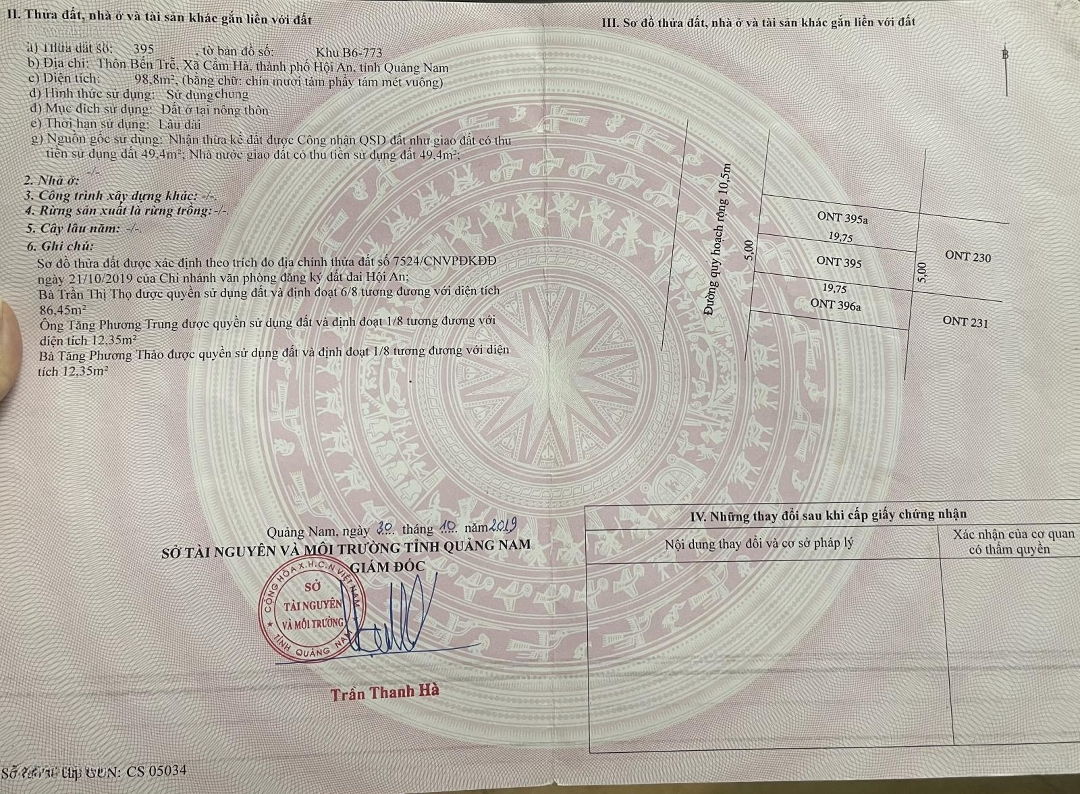 II. Thửa đất, nhà ở và tài sản khác gắn liền với đất
a) Thửa đất số: 395 , tờ bản đồ số: Khu B6-773
b) Địa chỉ: Thôn Bến Trễ, Xã Cẩm Hà, thành phố Hội An, tỉnh Quảng Nam
c) Diện tích: 98,8m², (bằng chữ: chín mươi tám phẩy tám mét vuông)
d) Hình thức sử dụng: Sử dụng chung
đ) Mục đích sử dụng: Đất ở tại nông thôn
e) Thời hạn sử dụng: Lâu dài
g) Nguồn gốc sử dụng: Nhận thừa kế đất được Công nhận QSD đất như giao đất có thu
tiền sử dụng đất 49,4m²; Nhà nước giao đất có thu tiền sử dụng đất 49,4m²;
2. Nhà ở: -/-
3. Công trình xây dựng khác: -/-.
4. Rừng sản xuất là rừng trồng: -/-.
5. Cây lâu năm: -/-.
6. Ghi chú:
Sơ đồ thửa đất được xác định theo trích đo địa chính thửa đất số 7524/CNVPĐKĐĐ
ngày 21/10/2019 của Chi nhánh văn phòng đăng ký đất đai Hội An;
Bà Trần Thị Thọ được quyền sử dụng đất và định đoạt 6/8 tương đương với diện tích
86,45m²
Ông Tăng Phương Trung được quyền sử dụng đất và định đoạt 1/8 tương đương với
diện tích 12,35m²
Bà Tăng Phương Thảo được quyền sử dụng đất và định đoạt 1/8 tương đương với diện
tích 12,35m²
Quảng Nam, ngày 30 tháng 10 năm 2019
SỞ TÀI NGUYÊN VÀ MÔI TRƯỜNG TỈNH QUẢNG NAM
GIÁM ĐỐC
CỘNG HÒA X.H.C.N VIỆT NAM
SỞ
TÀI NGUYÊN
VÀ MÔI TRƯỜNG
TỈNH QUẢNG NAM
Trần Thanh Hà
CS 05034
III. Sơ đồ thửa đất, nhà ở và tài sản khác gắn liền với đất
B
Đường quy hoạch rộng 10,5m
5,00
ONT 395a
19,75
ONT 395
19,75
ONT 396a
5,00
ONT 230
ONT 231
IV. Những thay đổi sau khi cấp giấy chứng nhận
Nội dung thay đổi và cơ sở pháp lý
Xác nhận của cơ quan
có thẩm quyền